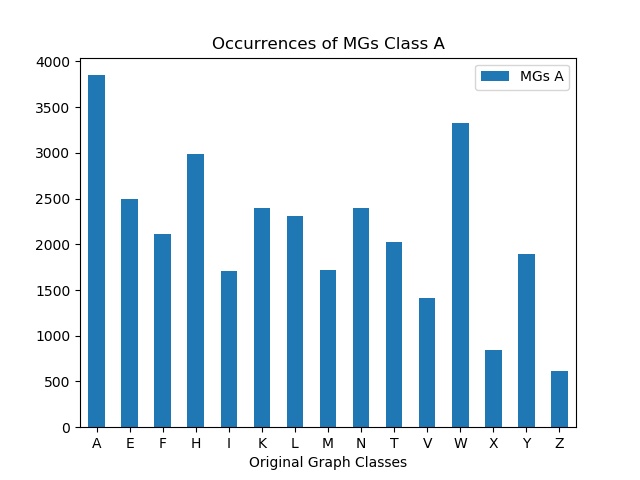 Occurrences of MGs Class A
MGs A
4000
3500
3000
2500
2000
1500
1000
500
0
A E F H I K L M N T V W X Y Z
Original Graph Classes